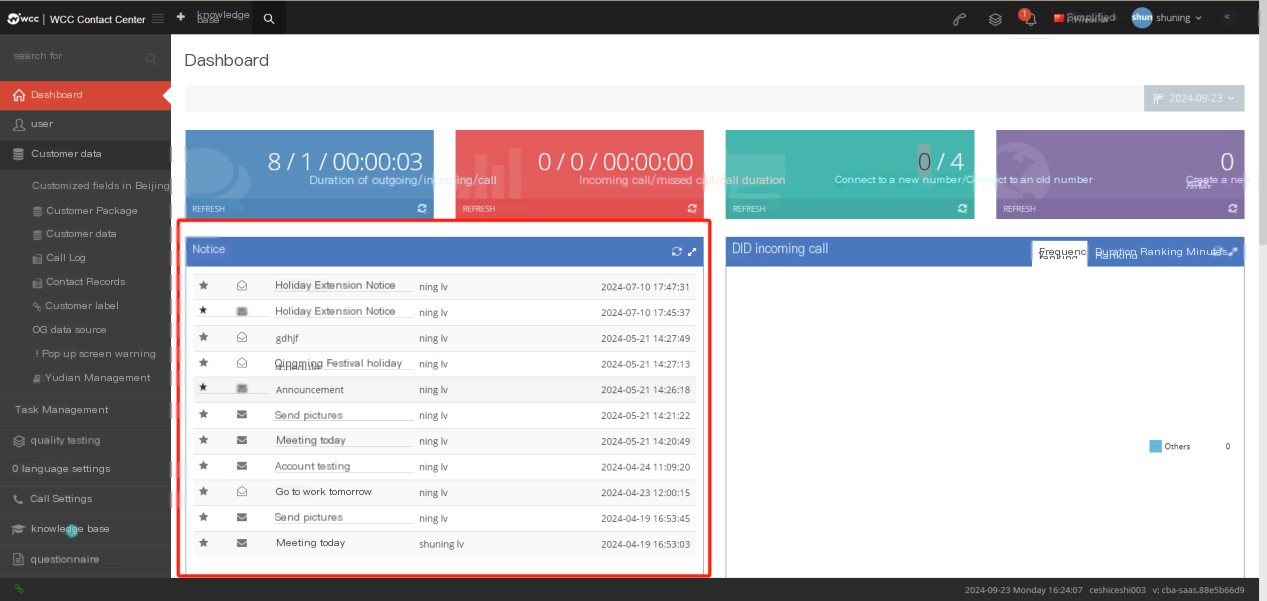 wcc | WCC Contact Center
knowledge
base
1
Simplified
shun shuning
search for
Dashboard
user
Customer data
Customized fields in Beijing
Customer Package
Customer data
Call Log
Contact Records
Customer label
OG data source
! Pop up screen warning
Yudian Management
Task Management
quality testing
0 language settings
Call Settings
knowledge base
questionnaire
Dashboard
2024-09-23
8 / 1 / 00:00:03
Duration of outgoing/incoming/call
REFRESH
0 / 0 / 00:00:00
Incoming call/missed call/call duration
REFRESH
0 / 4
Connect to a new number/Connect to an old number
REFRESH
0
Create a new
REFRESH
Notice
Holiday Extension Notice ning lv 2024-07-10 17:47:31
Holiday Extension Notice ning lv 2024-07-10 17:45:37
gdhjf ning lv 2024-05-21 14:27:49
Qingming Festival holiday ning lv 2024-05-21 14:27:13
Announcement ning lv 2024-05-21 14:26:18
Send pictures ning lv 2024-05-21 14:21:22
Meeting today ning lv 2024-05-21 14:20:49
Account testing ning lv 2024-04-24 11:09:20
Go to work tomorrow ning lv 2024-04-23 12:00:15
Send pictures ning lv 2024-04-19 16:53:45
Meeting today shuning lv 2024-04-19 16:53:03
DID incoming call
Frequenc
ranking
Duration Ranking Minutes
Ranking
Others 0
2024-09-23 Monday 16:24:07 ceshiceshi003 v: cba-saas.88e5b66d9